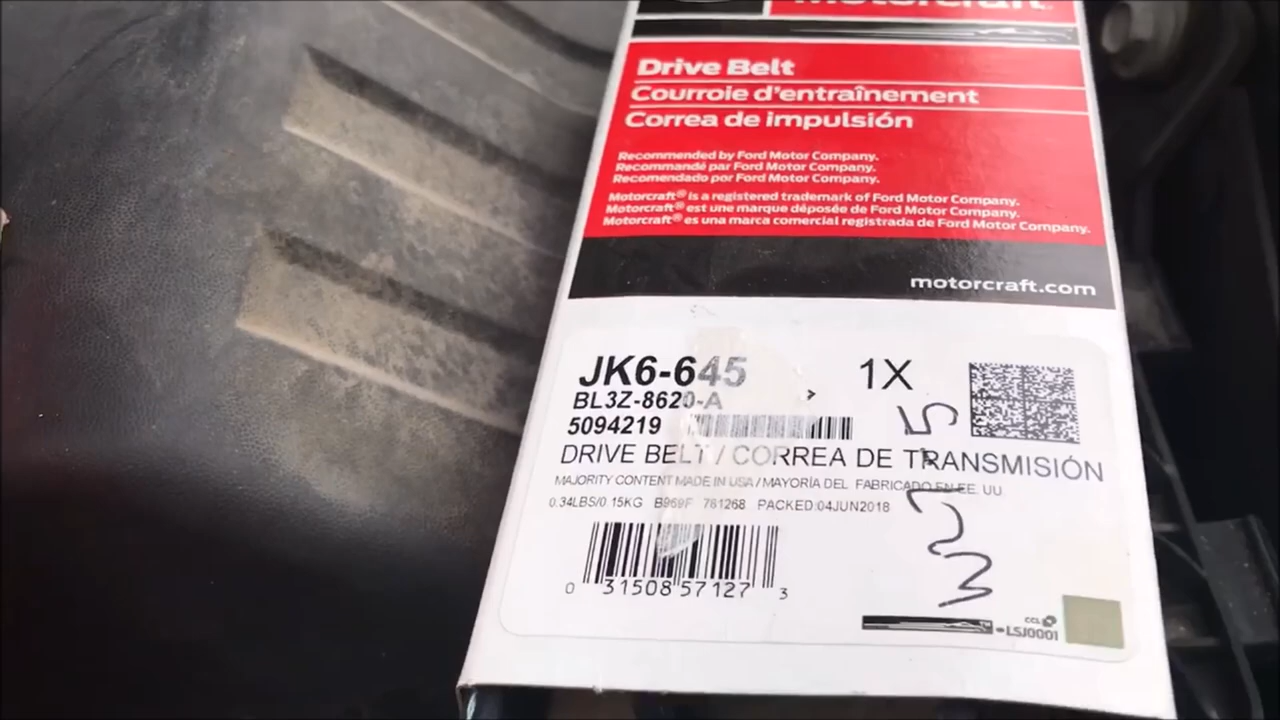 Motorcraft
Drive Belt
Courroie d'entraînement
Correa de impulsión
Recommended by Ford Motor Company.
Recommandé par Ford Motor Company.
Recomendado por Ford Motor Company.
Motorcraft® is a registered trademark of Ford Motor Company.
Motorcraft® est une marque déposée de Ford Motor Company.
Motorcraft® es una marca comercial registrada de Ford Motor Company.
motorcraft.com
JK6-645 1X
BL3Z-8620-A
5094219
DRIVE BELT / CORREA DE TRANSMISIÓN
MAJORITY CONTENT MADE IN USA / MAYORÍA DEL FABRICADO EN EE. UU
0.34LBS/0.15KG B969F 761268 PACKED:04JUN2018
0 31508 57127 3
CCL
LSJ0001